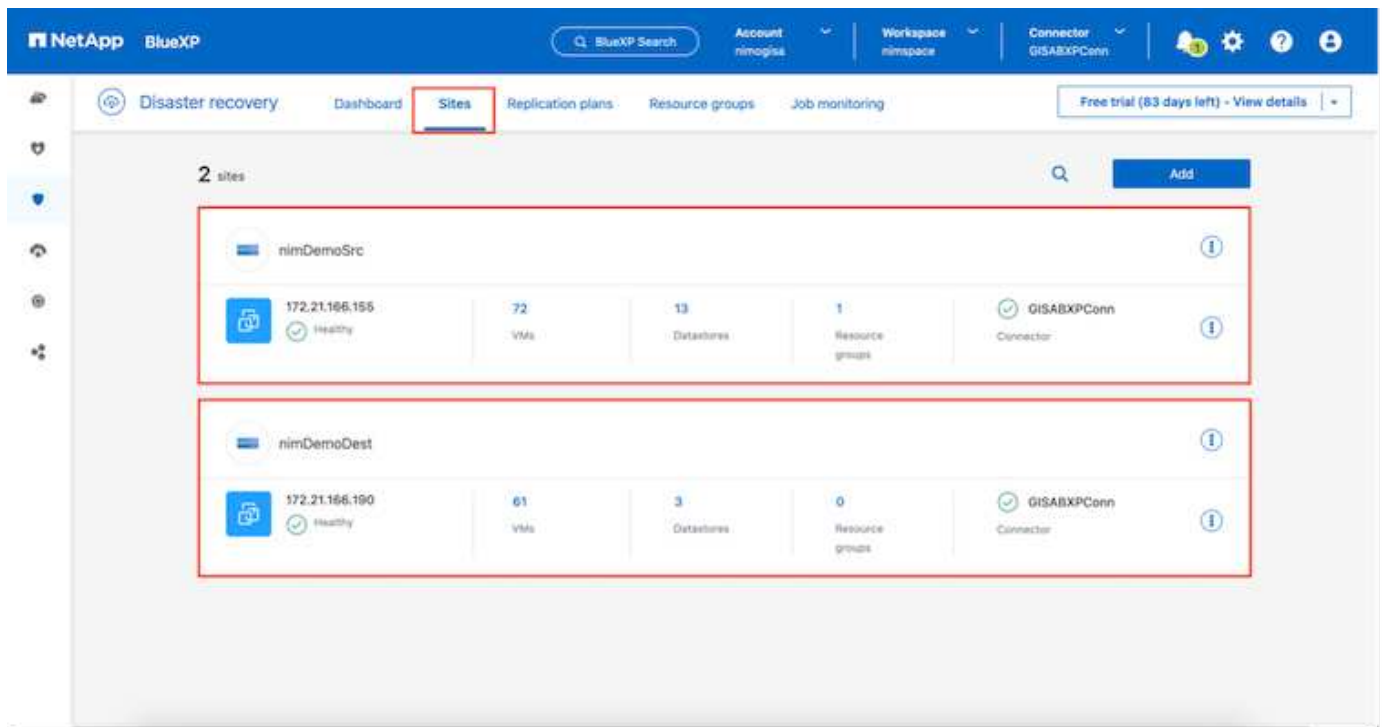 NetApp BlueXP
BlueXP Search
Account
nimogisa
Workspace
nimspace
Connector
GISABXPConn
1
Disaster recovery
Dashboard
Sites
Replication plans
Resource groups
Job monitoring
Free trial (83 days left) - View details
2 sites
Add
nimDemoSrc
172.21.166.155
Healthy
72
VMs
13
Datastores
1
Resource
groups
GISABXPConn
Connector
nimDemoDest
172.21.166.190
Healthy
61
VMs
3
Datastores
0
Resource
groups
GISABXPConn
Connector